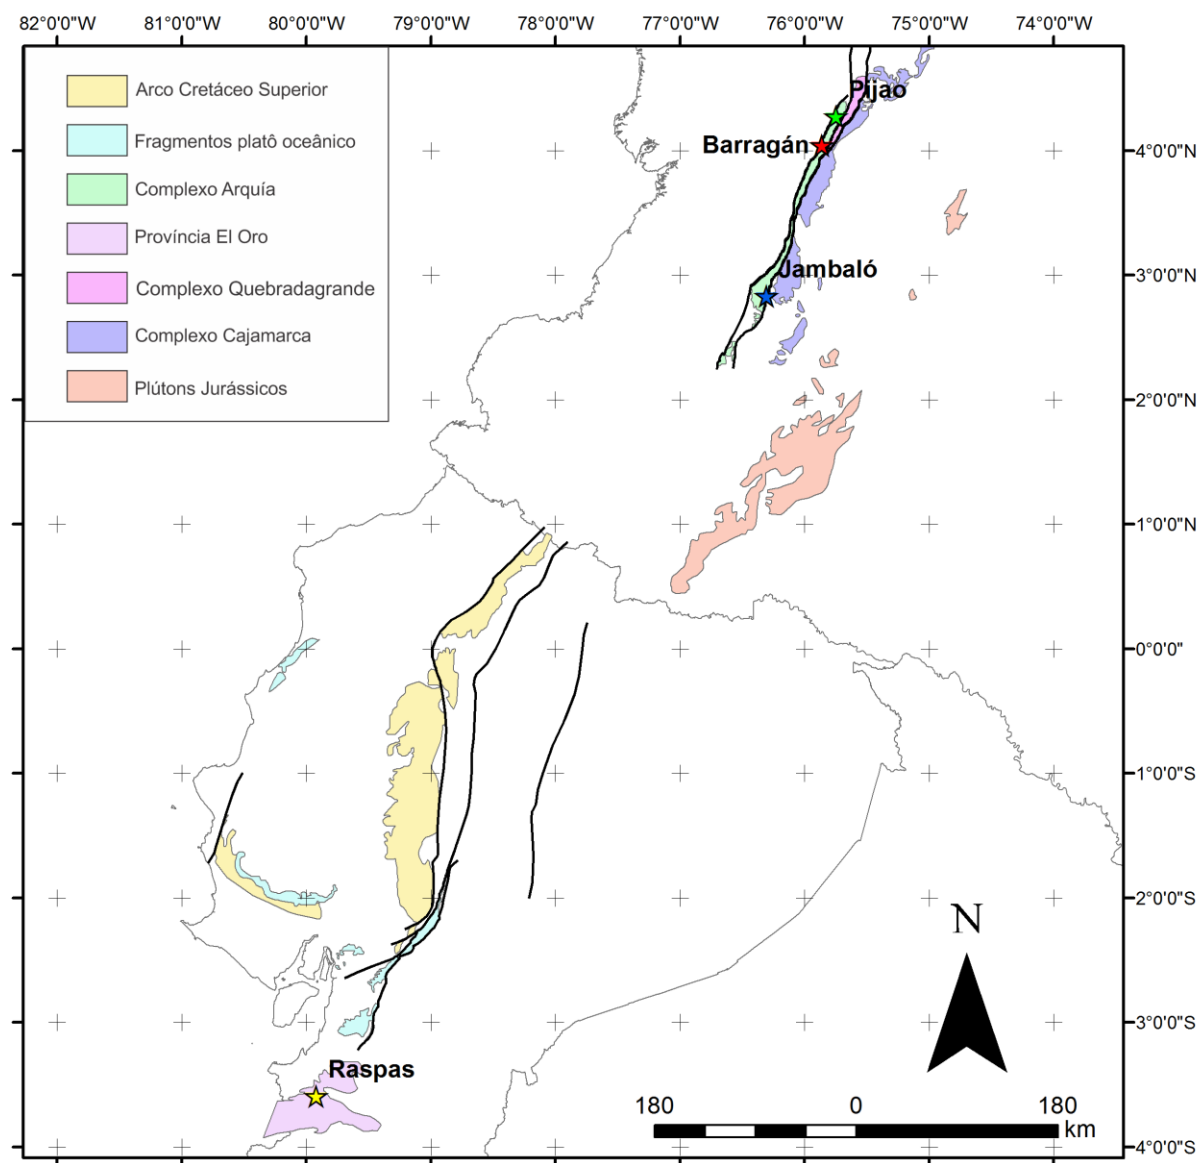 82°0'0"W 81°0'0"W 80°0'0"W 79°0'0"W 78°0'0"W 77°0'0"W 76°0'0"W 75°0'0"W 74°0'0"W
Arco Cretáceo Superior
Fragmentos platô oceânico
Complexo Arquía
Província El Oro
Complexo Quebradagrande
Complexo Cajamarca
Plútons Jurássicos
Pijao
Barragán
4°0'0"N
Jambaló
3°0'0"N
2°0'0"N
1°0'0"N
0°0'0"
1°0'0"S
2°0'0"S
N
3°0'0"S
Raspas
180 0 180
km
4°0'0"S